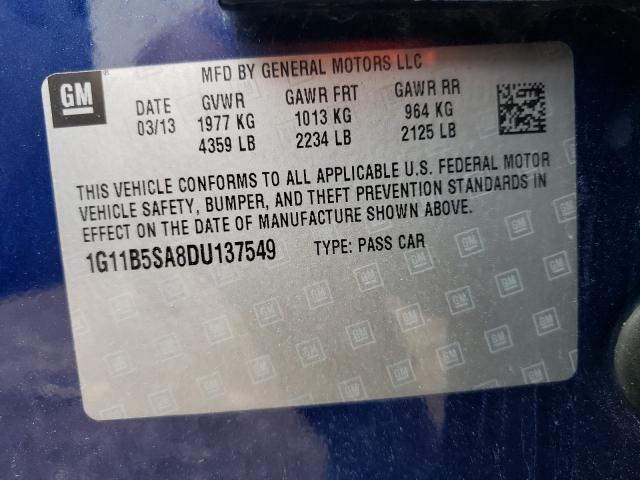 GM
MFD BY GENERAL MOTORS LLC
DATE GVWR GAWR FRT GAWR RR
03/13 1977 KG 1013 KG 964 KG
4359 LB 2234 LB 2125 LB
THIS VEHICLE CONFORMS TO ALL APPLICABLE U.S. FEDERAL MOTOR
VEHICLE SAFETY, BUMPER, AND THEFT PREVENTION STANDARDS IN
EFFECT ON THE DATE OF MANUFACTURE SHOWN ABOVE.
1G11B5SA8DU137549 TYPE: PASS CAR